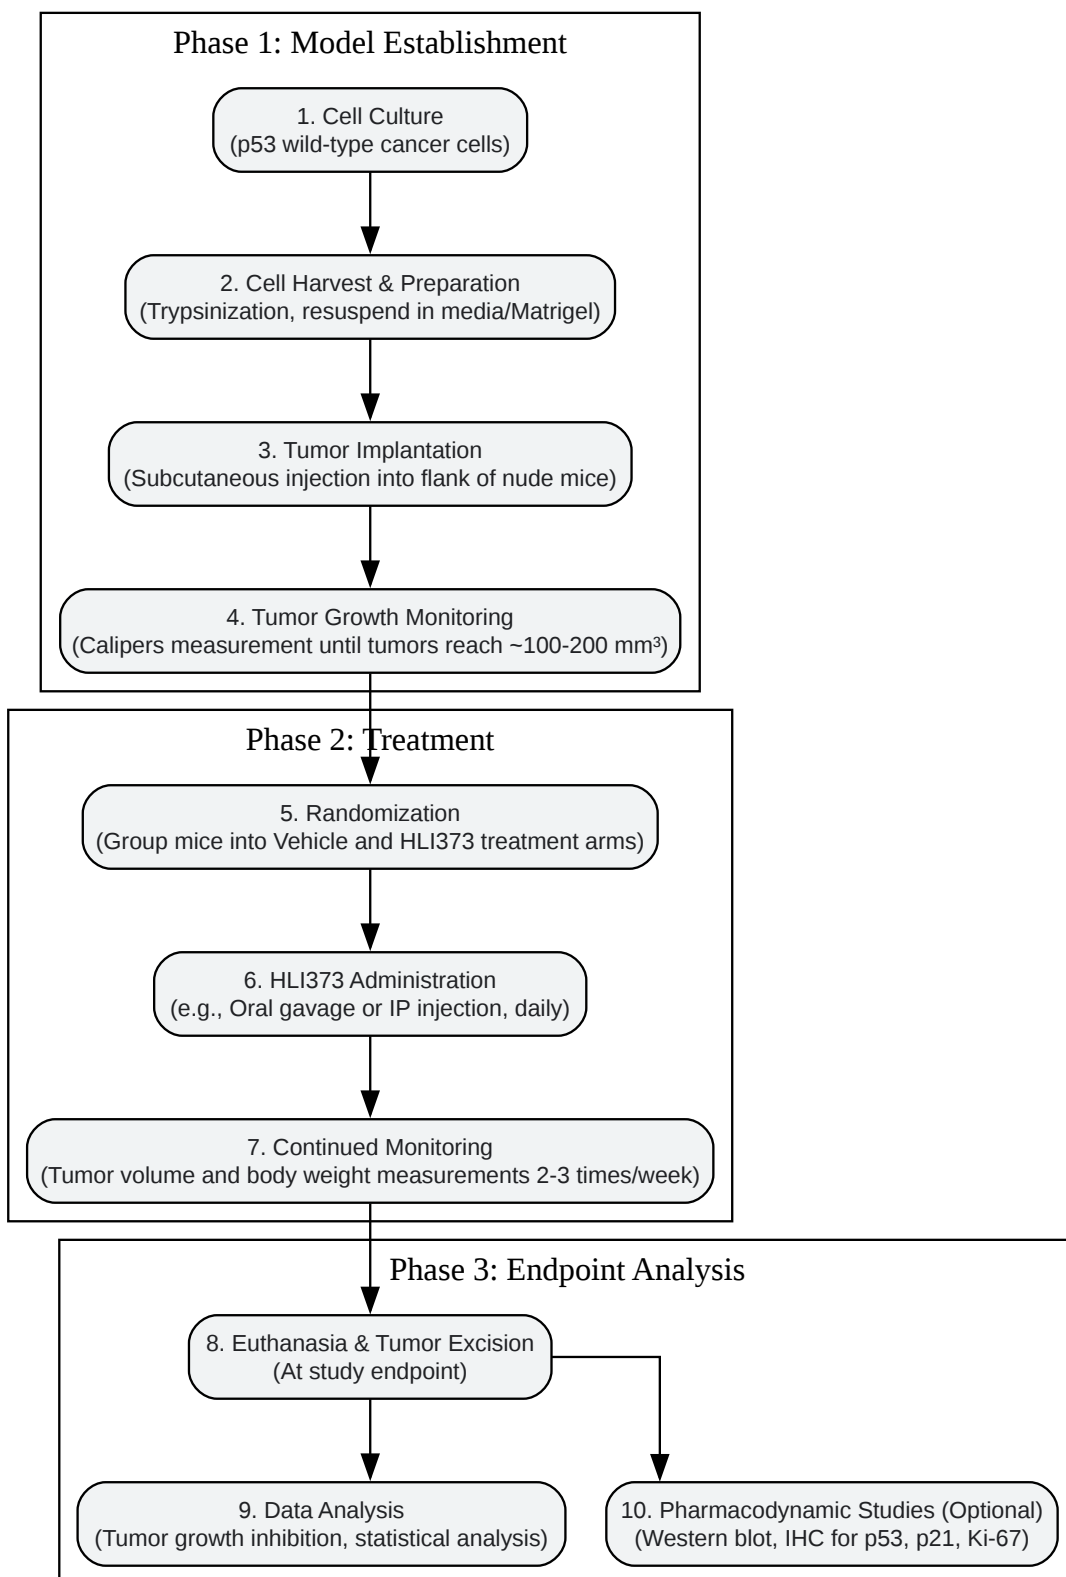 Phase 1: Model Establishment
1. Cell Culture
(p53 wild-type cancer cells)
2. Cell Harvest & Preparation
(Trypsinization, resuspend in media/Matrigel)
3. Tumor Implantation
(Subcutaneous injection into flank of nude mice)
4. Tumor Growth Monitoring
(Calipers measurement until tumors reach ~100-200 mm³)
Phase 2: Treatment
5. Randomization
(Group mice into Vehicle and HLI373 treatment arms)
6. HLI373 Administration
(e.g., Oral gavage or IP injection, daily)
7. Continued Monitoring
(Tumor volume and body weight measurements 2-3 times/week)
Phase 3: Endpoint Analysis
8. Euthanasia & Tumor Excision
(At study endpoint)
9. Data Analysis
(Tumor growth inhibition, statistical analysis)
10. Pharmacodynamic Studies (Optional)
(Western blot, IHC for p53, p21, Ki-67)